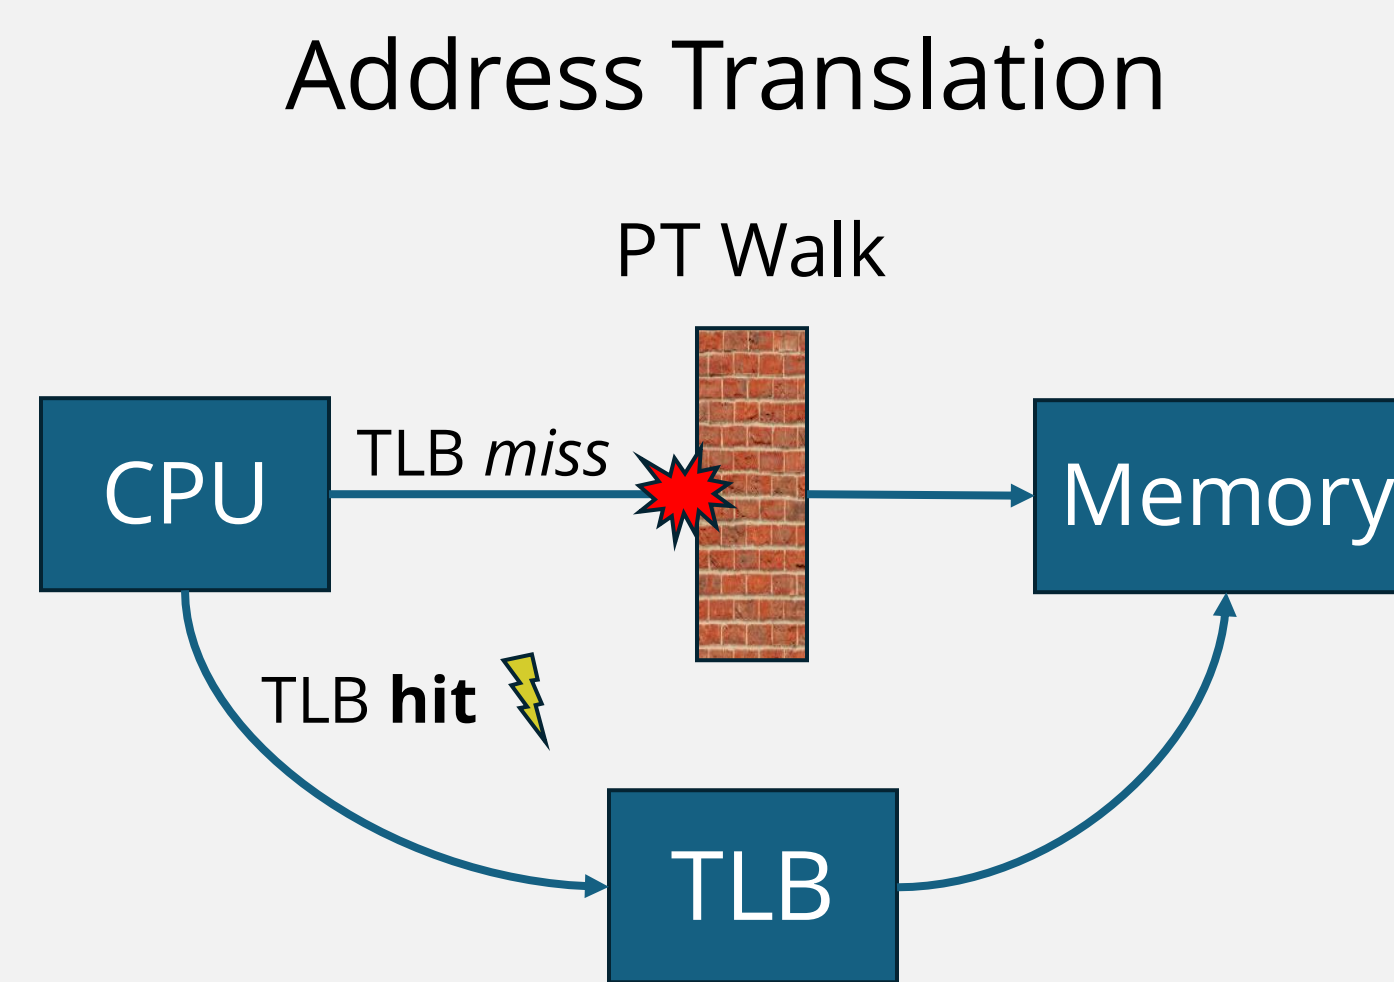 Address Translation
PT Walk
CPU
TLB miss
Memory
TLB hit
TLB